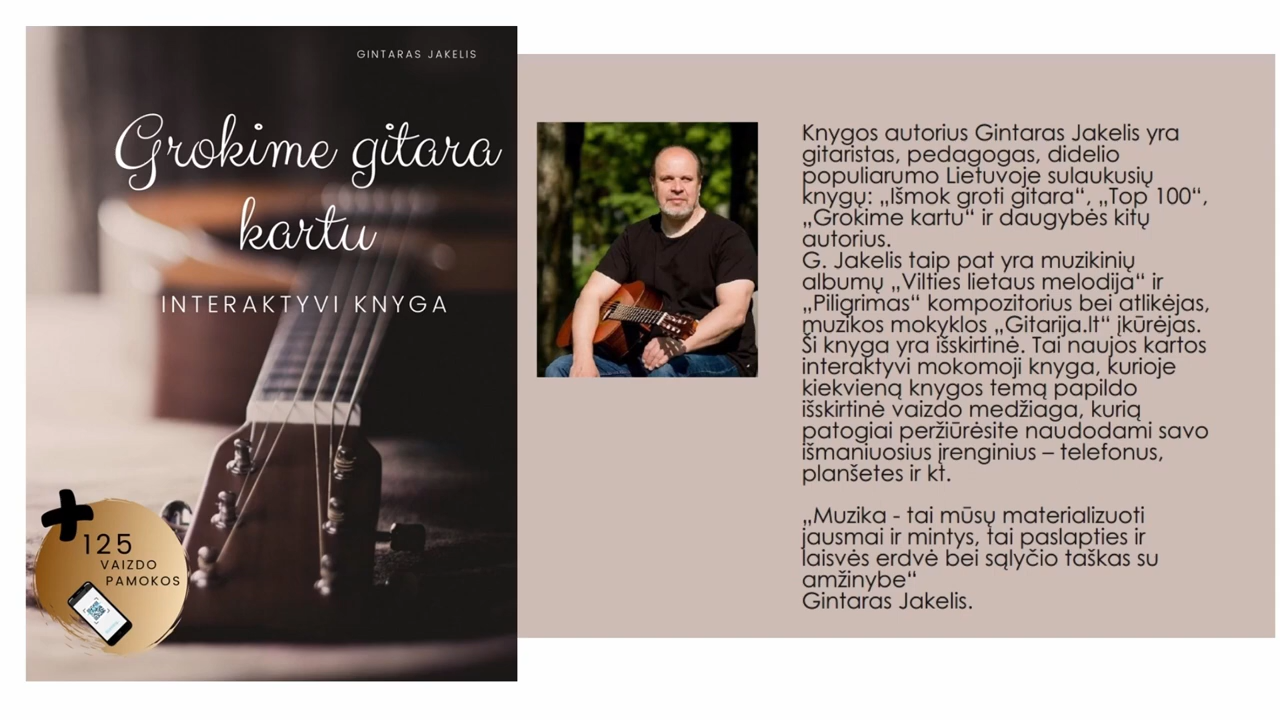 GINTARAS JAKELIS
Grokime gitara
kartu
INTERAKTYVI KNYGA
125
VAIZDO
PAMOKOS
Knygos autorius Gintaras Jakelis yra
gitaristas, pedagogas, didelio
populiarumo Lietuvoje sulaukusių
knygų: „Išmok groti gitara“, „Top 100“,
„Grokime kartu“ ir daugybės kitų
autorius.
G. Jakelis taip pat yra muzikinių
albumų „Vilties lietaus melodija“ ir
„Piligrimas“ kompozitorius bei atlikėjas,
muzikos mokyklos „Gitarija.lt“ įkūrėjas.
Ši knyga yra išskirtinė. Tai naujos kartos
interaktyvi mokomoji knyga, kurioje
kiekvieną knygos temą papildo
išskirtinė vaizdo medžiaga, kurią
patogiai peržiūrėsite naudodami savo
išmaniuosius įrenginius – telefonus,
planšetes ir kt.
„Muzika - tai mūsų materializuoti
jausmai ir mintys, tai paslapties ir
laisvės erdvė bei sąlyčio taškas su
amžinybe“
Gintaras Jakelis.